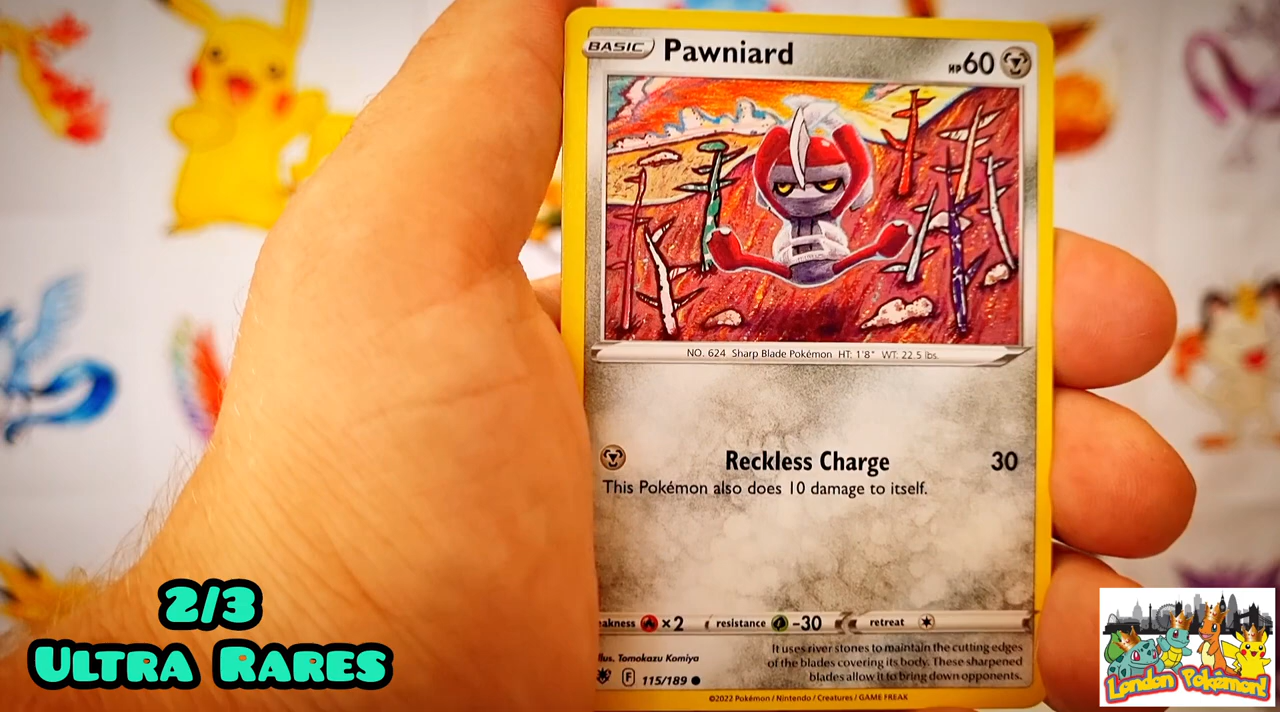 BASIC Pawniard HP60
NO. 624 Sharp Blade Pokémon HT: 1'8" WT: 22.5 lbs.
Reckless Charge 30
This Pokémon also does 10 damage to itself.
akness ×2 resistance -30 retreat
llus. Tomokazu Komiya
F 115/189
It uses river stones to maintain the cutting edges
of the blades covering its body. These sharpened
blades allow it to bring down opponents.
©2022 Pokémon / Nintendo / Creatures / GAME FREAK
2/3
Ultra Rares
London Pokémon!